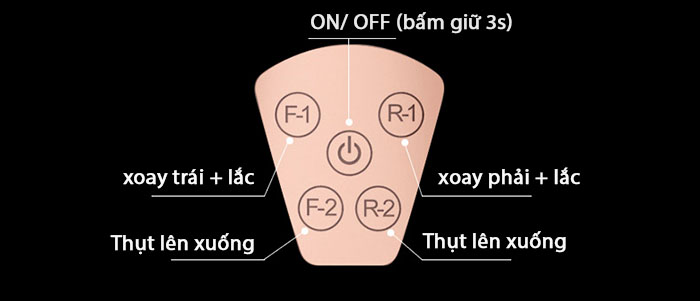 ON/ OFF (bấm giữ 3s)
F-1
R-1
xoay trái + lắc
xoay phải + lắc
F-2
R-2
Thụt lên xuống
Thụt lên xuống